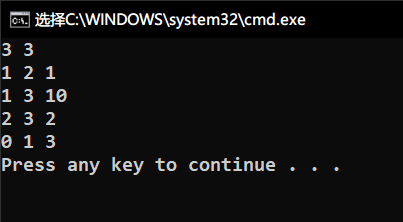 选择C:\WINDOWS\system32\cmd.exe
3 3
1 2 1
1 3 10
2 3 2
0 1 3
Press any key to continue . . .